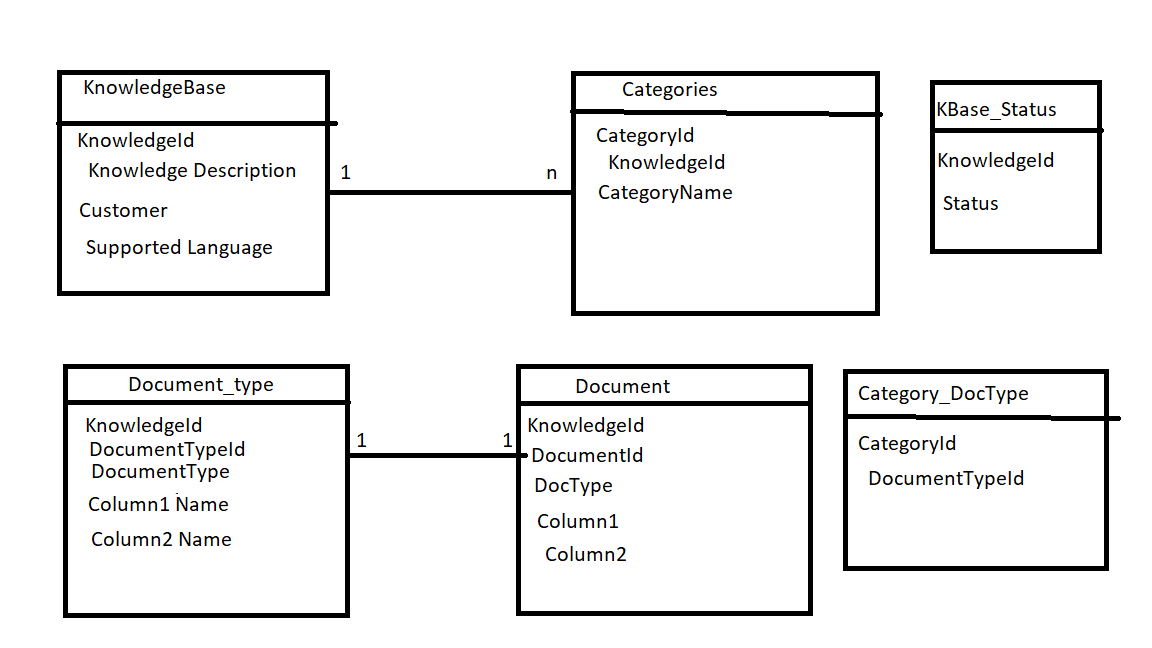 KnowledgeBase
KnowledgeId
Knowledge Description
Customer
Supported Language
1
n
Categories
CategoryId
KnowledgeId
CategoryName
KBase_Status
KnowledgeId
Status
Document_type
KnowledgeId
DocumentTypeId
DocumentType
Column1 Name
Column2 Name
1
1
Document
KnowledgeId
DocumentId
DocType
Column1
Column2
Category_DocType
CategoryId
DocumentTypeId